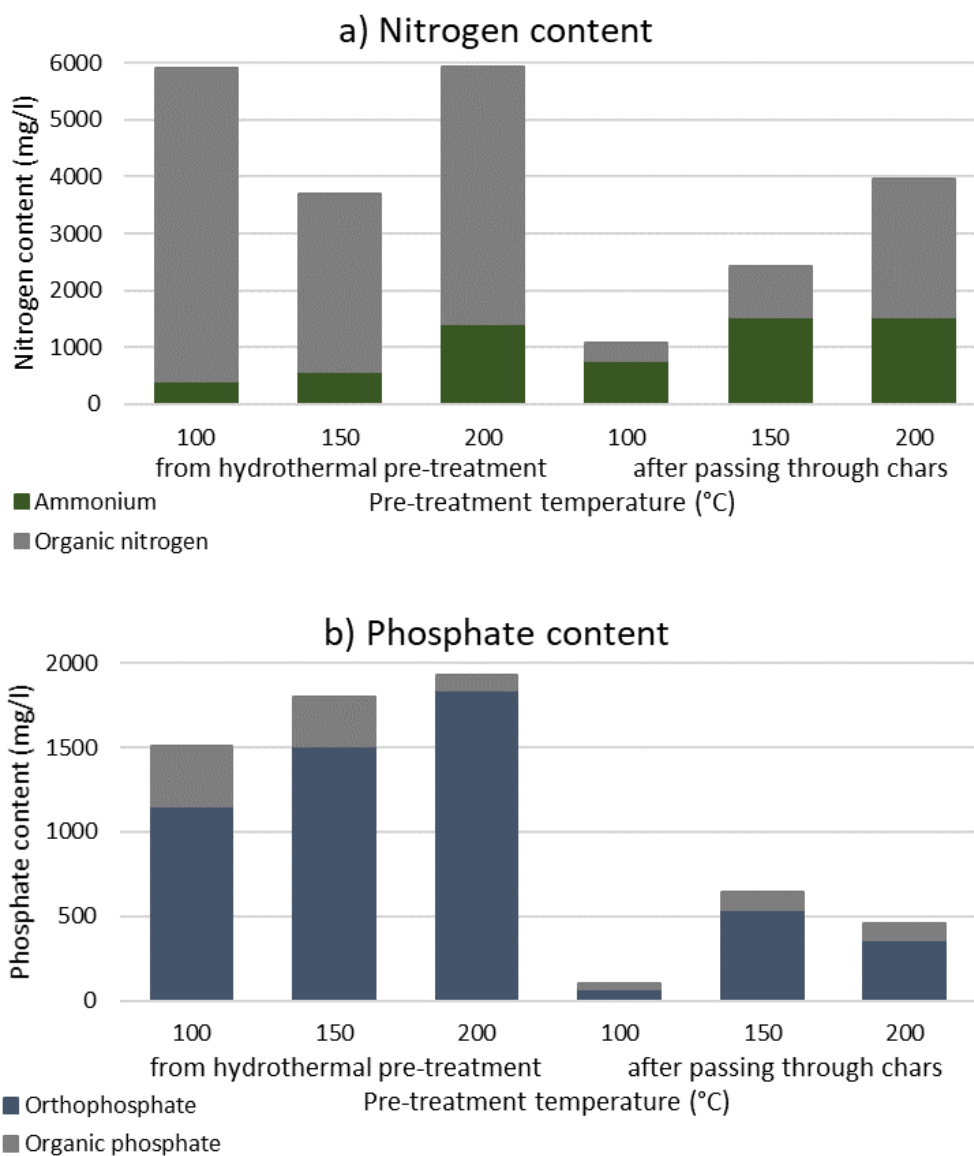 a) Nitrogen content
Nitrogen content (mg/l)
6000
5000
4000
3000
2000
1000
0
100 150 200 100 150 200
from hydrothermal pre-treatment after passing through chars
Pre-treatment temperature (°C)
Ammonium
Organic nitrogen
b) Phosphate content
Phosphate content (mg/l)
2000
1500
1000
500
0
100 150 200 100 150 200
from hydrothermal pre-treatment after passing through chars
Pre-treatment temperature (°C)
Orthophosphate
Organic phosphate